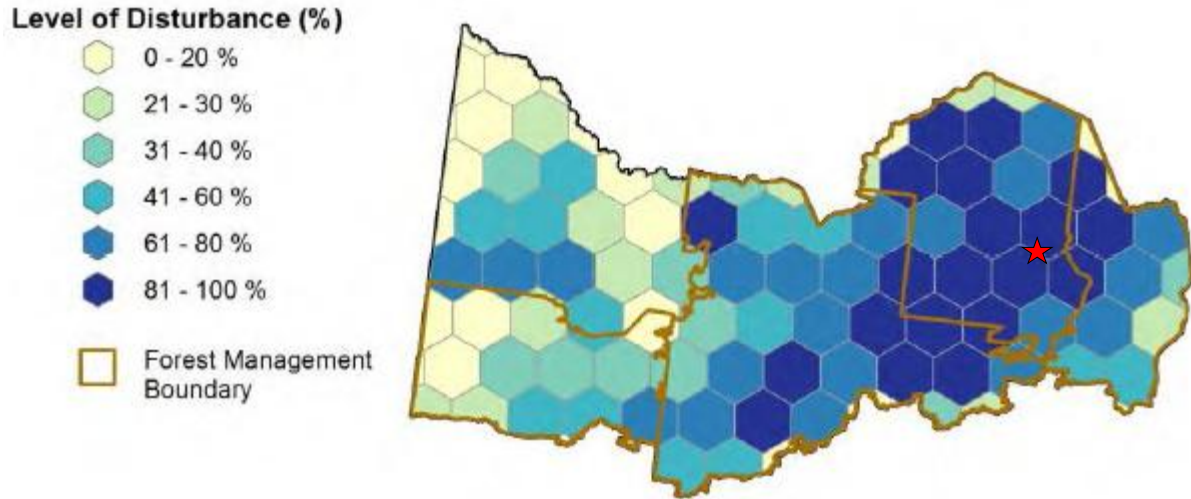 Level of Disturbance (%)
0 - 20 %
21 - 30 %
31 - 40 %
41 - 60 %
61 - 80 %
81 - 100 %
Forest Management
Boundary